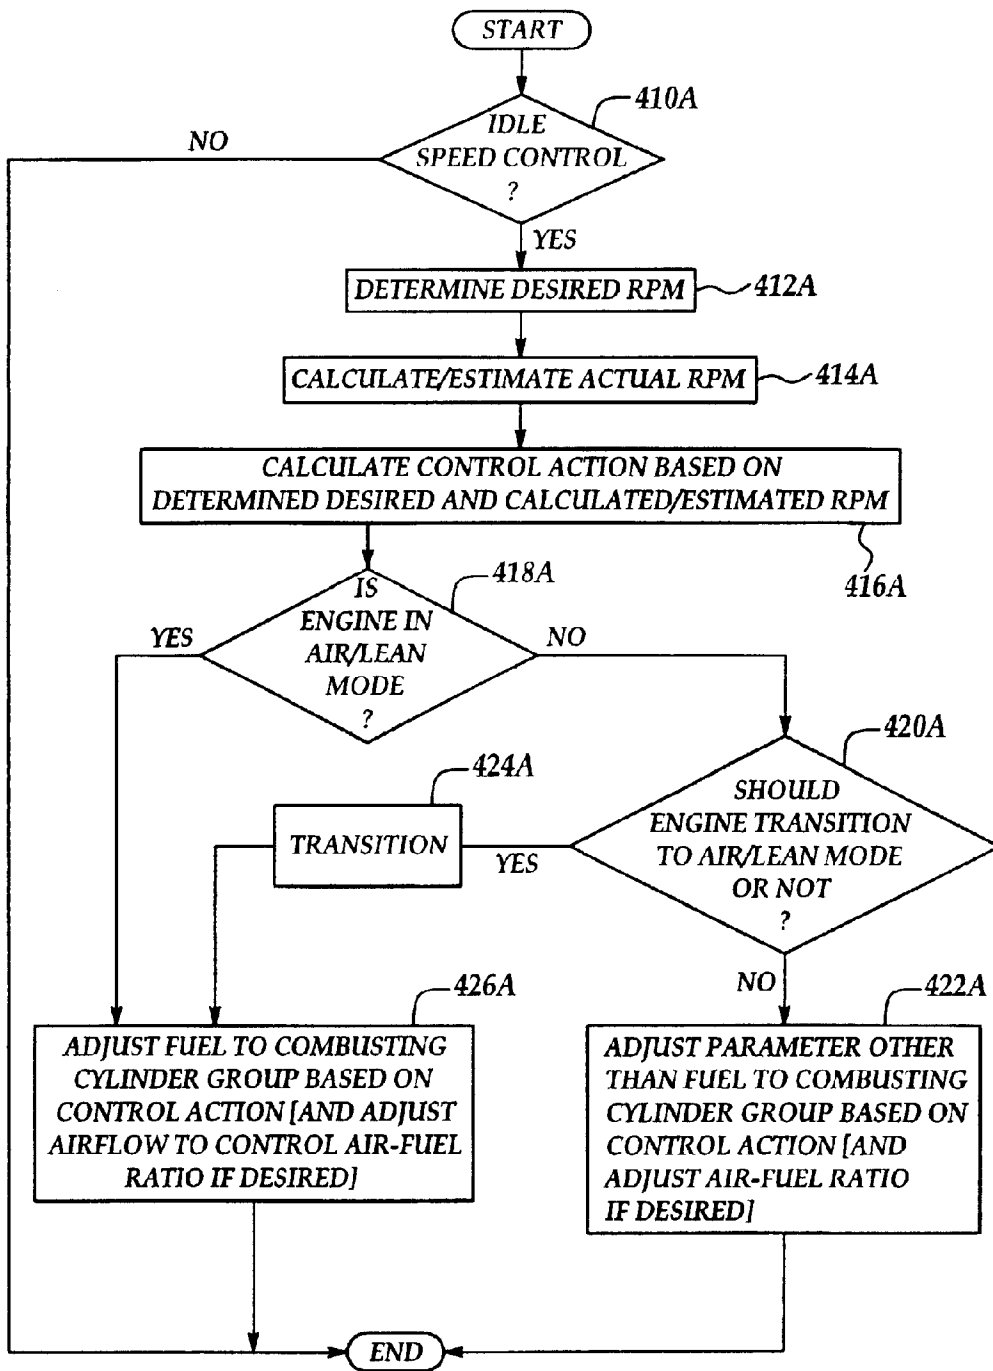 START
410A
IDLE
SPEED CONTROL
?
NO
YES
DETERMINE DESIRED RPM
412A
CALCULATE/ESTIMATE ACTUAL RPM
414A
CALCULATE CONTROL ACTION BASED ON
DETERMINED DESIRED AND CALCULATED/ESTIMATED RPM
416A
418A
IS
ENGINE IN
AIR/LEAN
MODE
?
YES
NO
420A
SHOULD
ENGINE TRANSITION
TO AIR/LEAN MODE
OR NOT
?
424A
TRANSITION
YES
NO
426A
ADJUST FUEL TO COMBUSTING
CYLINDER GROUP BASED ON
CONTROL ACTION [AND ADJUST
AIRFLOW TO CONTROL AIR-FUEL
RATIO IF DESIRED]
422A
ADJUST PARAMETER OTHER
THAN FUEL TO COMBUSTING
CYLINDER GROUP BASED ON
CONTROL ACTION [AND
ADJUST AIR-FUEL RATIO
IF DESIRED]
END